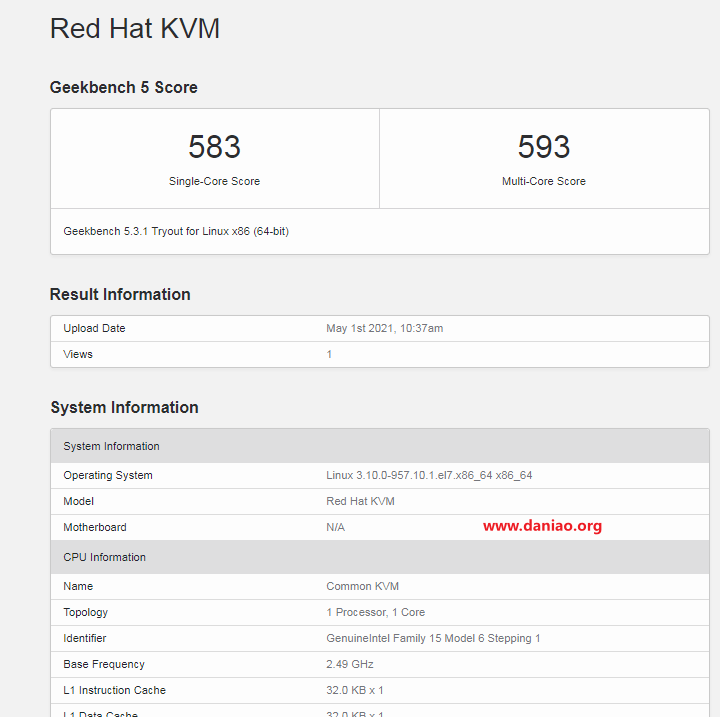 Red Hat KVM
Geekbench 5 Score
583 593
Single-Core Score Multi-Core Score
Geekbench 5.3.1 Tryout for Linux x86 (64-bit)
Result Information
Upload Date May 1st 2021, 10:37am
Views 1
System Information
System Information
Operating System Linux 3.10.0-957.10.1.el7.x86_64 x86_64
Model Red Hat KVM
Motherboard N/A www.daniao.org
CPU Information
Name Common KVM
Topology 1 Processor, 1 Core
Identifier GenuineIntel Family 15 Model 6 Stepping 1
Base Frequency 2.49 GHz
L1 Instruction Cache 32.0 KB x 1
L1 Data Cache 32.0 KB x 1